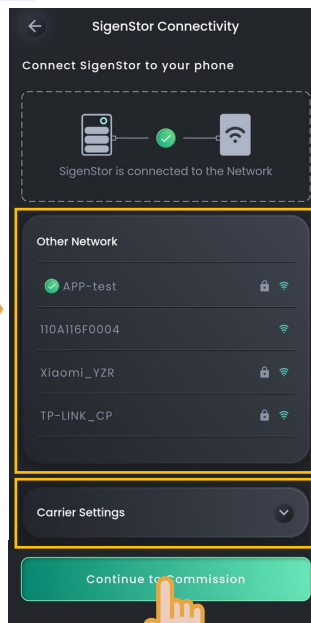 SigenStor Connectivity
Connect SigenStor to your phone
SigenStor is connected to the Network
Other Network
APP-test
110A116F0004
Xiaomi_YZR
TP-LINK_CP
Carrier Settings
Continue to Commission